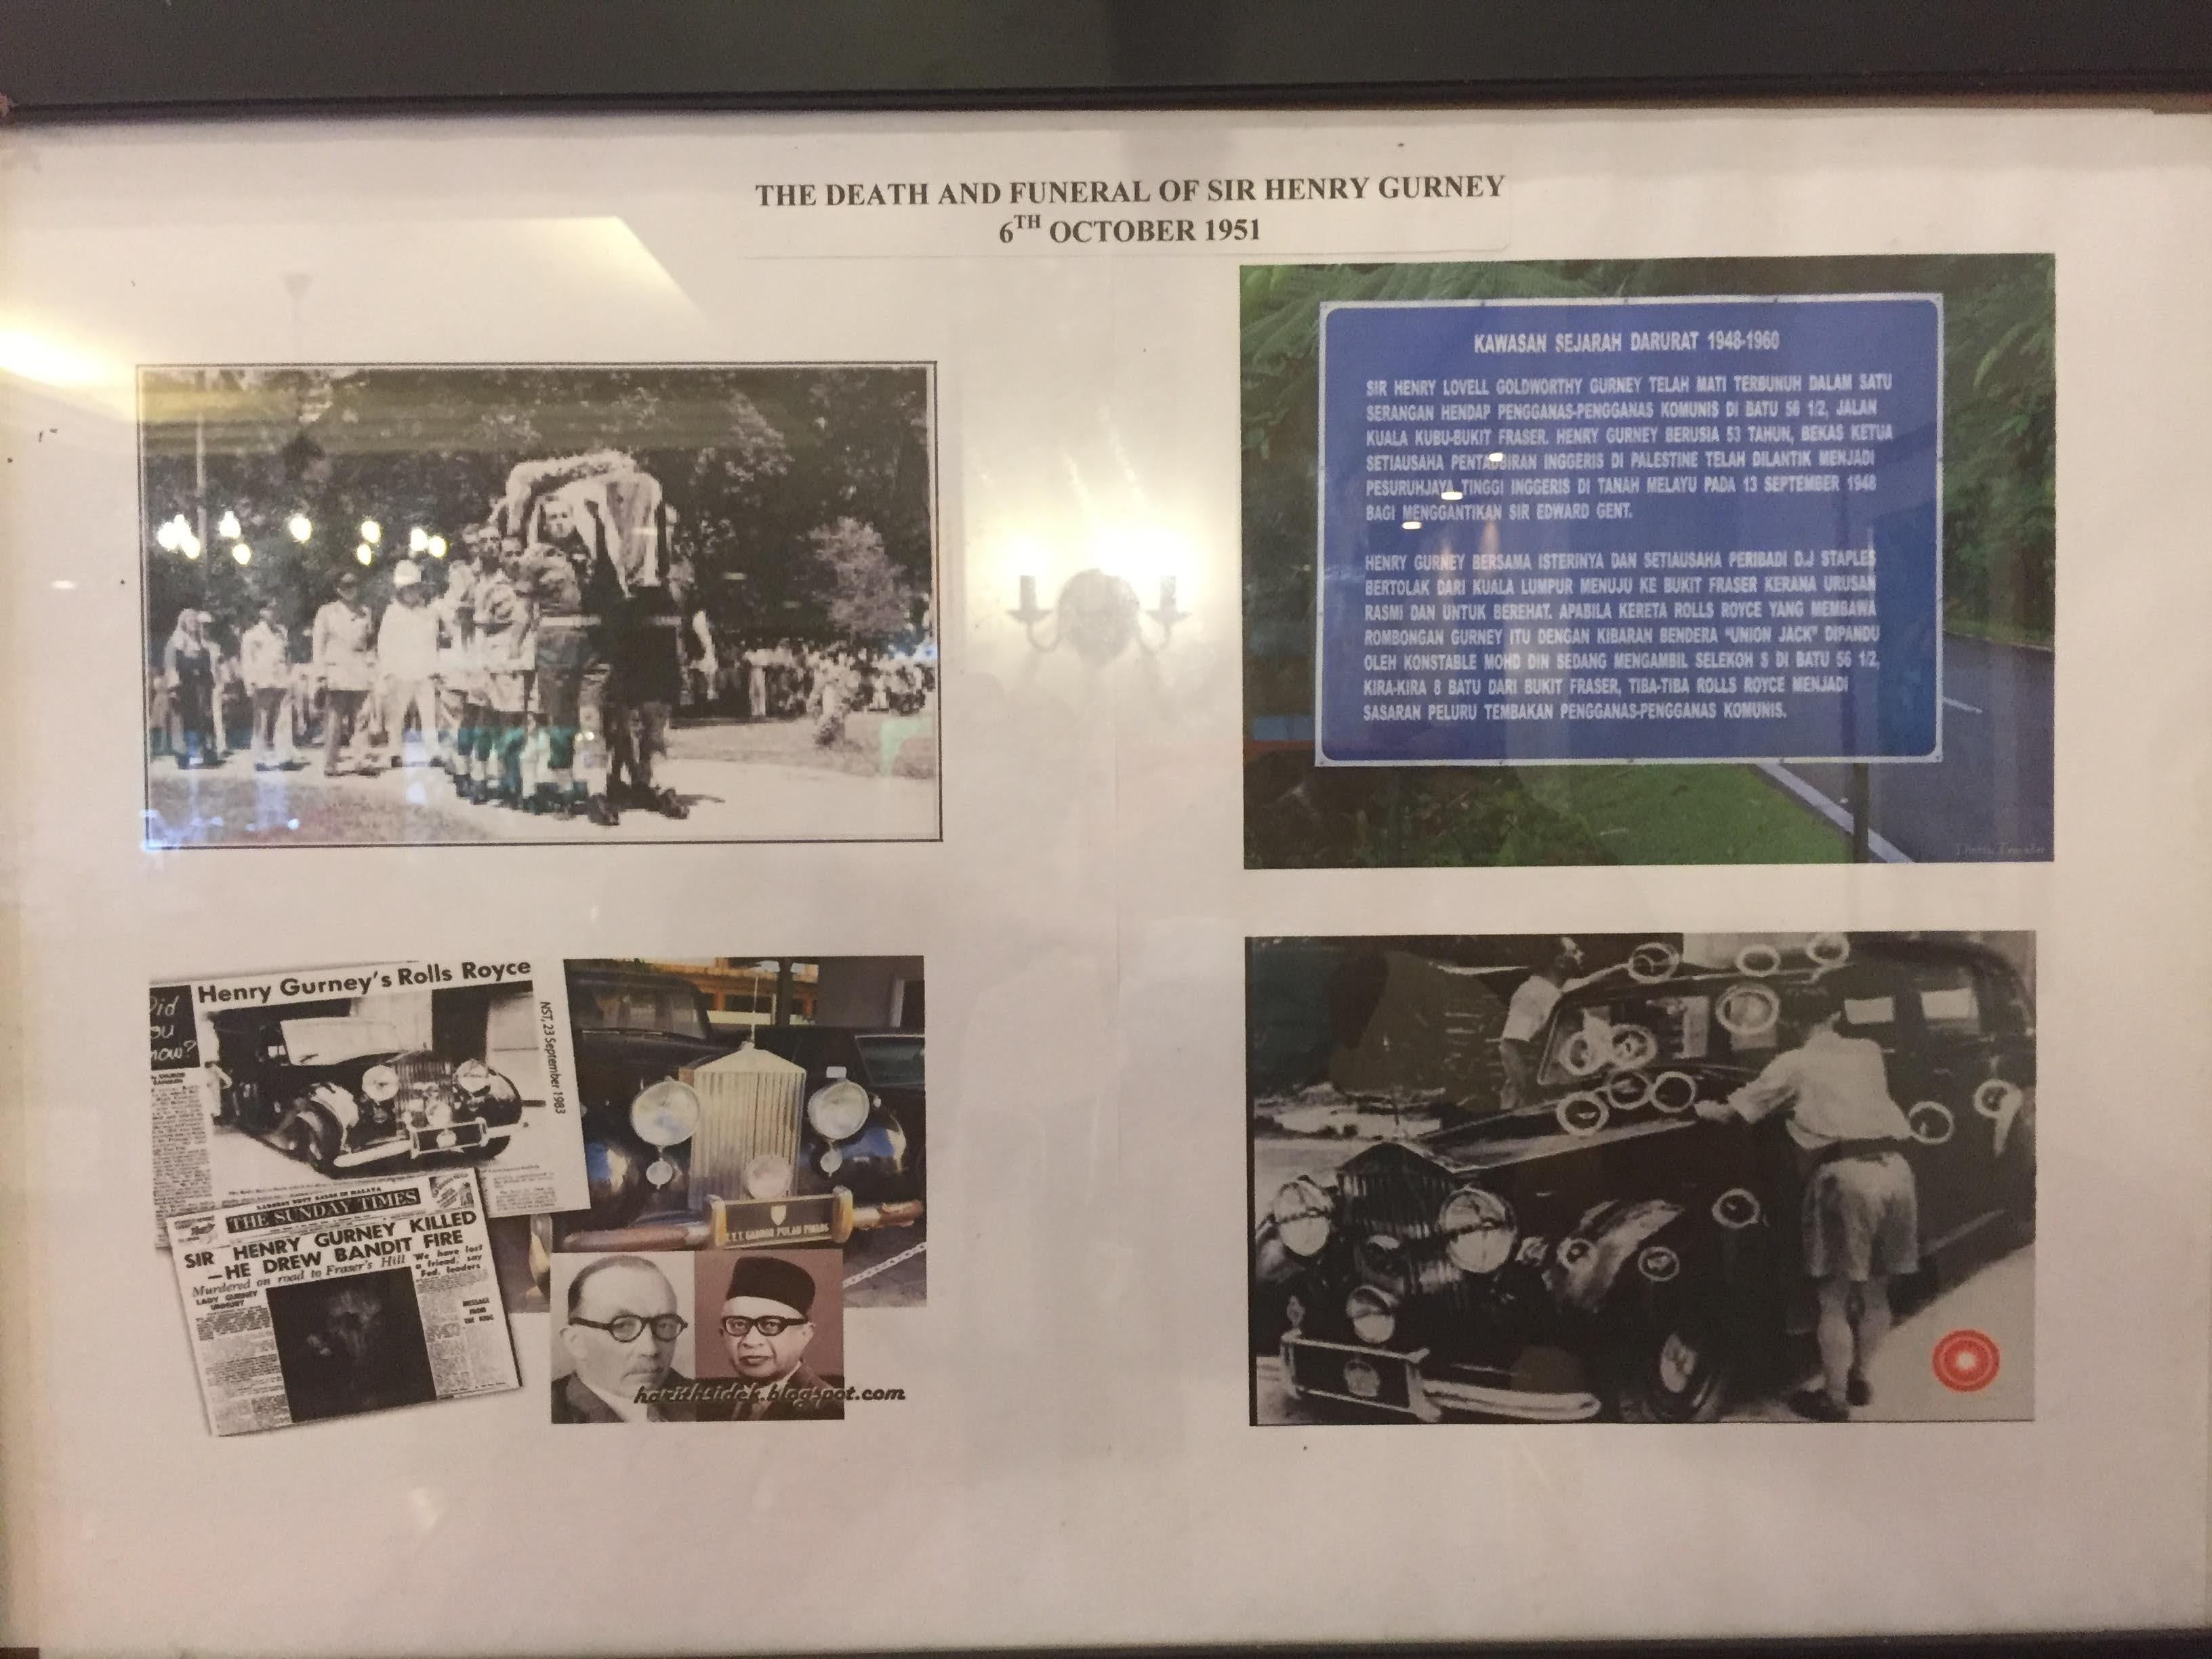 THE DEATH AND FUNERAL OF SIR HENRY GURNEY
6TH OCTOBER 1951
KAWASAN SEJARAH DARURAT 1948-1960
SIR HENRY LOVELL GOLDWORTHY GURNEY TELAH MATI TERBUNUH DALAM SATU
SERANGAN HENDAP PENGGANAS-PENGGANAS KOMUNIS DI BATU 56 1/2, JALAN
KUALA KUBU-BUKIT FRASER. HENRY GURNEY BERUSIA 53 TAHUN, BEKAS KETUA
SETIAUSAHA PENTADBIRAN INGGERIS DI PALESTINE TELAH DILANTIK MENJADI
PESURUHJAYA TINGGI INGGERIS DI TANAH MELAYU PADA 13 SEPTEMBER 1948
BAGI MENGGANTIKAN SIR EDWARD GENT.
HENRY GURNEY BERSAMA ISTERINYA DAN SETIAUSAHA PERIBADI D.J STAPLES
BERTOLAK DARI KUALA LUMPUR MENUJU KE BUKIT FRASER KERANA URUSAN
RASMI DAN UNTUK BEREHAT. APABILA KERETA ROLLS ROYCE YANG MEMBAWA
ROMBONGAN GURNEY ITU DENGAN KIBARAN BENDERA "UNION JACK" DIPANDU
OLEH KONSTABLE MOHD DIN SEDANG MENGAMBIL SELEKOH S DI BATU 56 1/2,
KIRA-KIRA 8 BATU DARI BUKIT FRASER, TIBA-TIBA ROLLS ROYCE MENJADI
SASARAN PELURU TEMBAKAN PENGGANAS-PENGGANAS KOMUNIS.
Henry Gurney's Rolls Royce
NST, 23 September 1983
THE SUNDAY TIMES
SIR HENRY GURNEY KILLED
—HE DREW BANDIT FIRE
Murdered on road to Fraser's Hill
'We have lost
a friend,' say
Fed. leaders
LADY GURNEY
UNHURT
MESSAGE
FROM
THE KING
harithsidek.blogspot.com